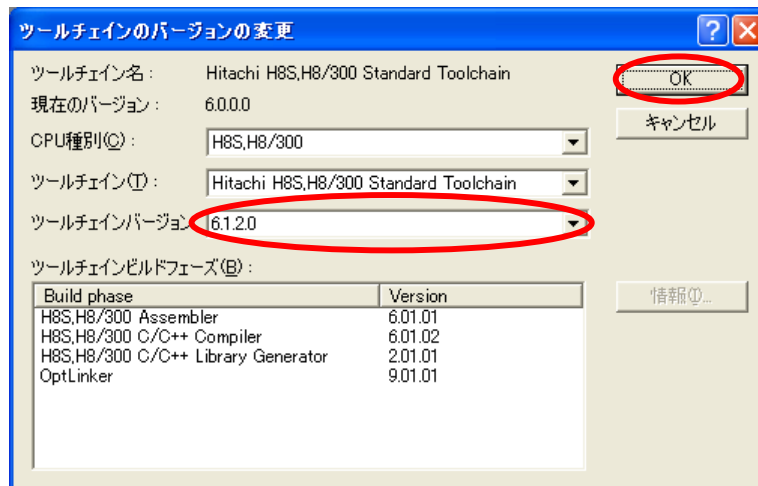 ツールチェインのバージョンの変更
ツールチェイン名： Hitachi H8S,H8/300 Standard Toolchain
OK
現在のバージョン： 6.0.0.0
キャンセル
CPU種別(C)： H8S,H8/300
ツールチェイン(T)： Hitachi H8S,H8/300 Standard Toolchain
ツールチェインバージョン 6.1.2.0
ツールチェインビルドフェーズ(B)：
Build phase Version
情報(I)...
H8S,H8/300 Assembler 6.01.01
H8S,H8/300 C/C++ Compiler 6.01.02
H8S,H8/300 C/C++ Library Generator 2.01.01
OptLinker 9.01.01